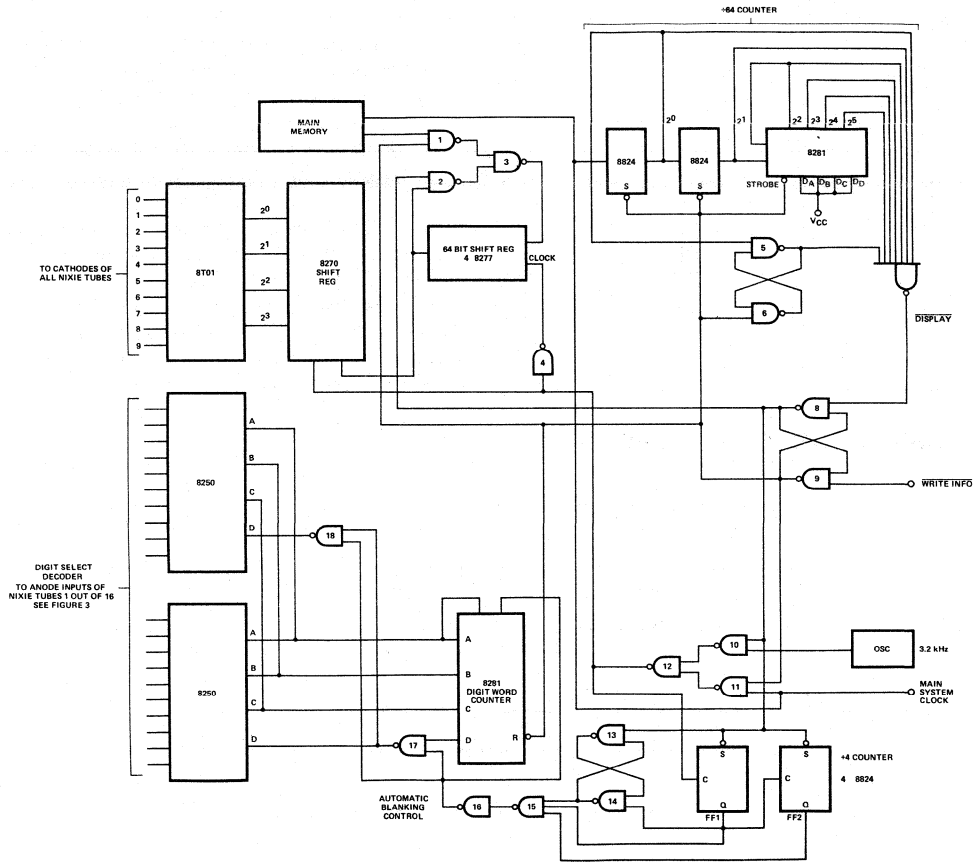 ÷64 COUNTER
MAIN
MEMORY
1
2
3
8824
S
2⁰
8824
S
2¹
2² 2³ 2⁴ 2⁵
8281
STROBE
D_A D_B D_C D_D
V_CC
0
1
2
3
4
5
6
7
8
9
TO CATHODES OF
ALL NIXIE TUBES
8T01
2⁰
2¹
2²
2³
8270
SHIFT
REG
64 BIT SHIFT REG
4 8277
CLOCK
4
5
6
DISPLAY
8
9
WRITE INFO
8250
A
B
C
D
18
DIGIT SELECT
DECODER
TO ANODE INPUTS OF
NIXIE TUBES 1 OUT OF 16
SEE FIGURE 3
8250
A
B
C
D
17
A
B
C
D
R
8281
DIGIT WORD
COUNTER
10
11
12
OSC
3.2 kHz
MAIN
SYSTEM
CLOCK
13
14
15
16
AUTOMATIC
BLANKING
CONTROL
S
C
Q
FF1
S
C
Q
FF2
+4 COUNTER
4 8824